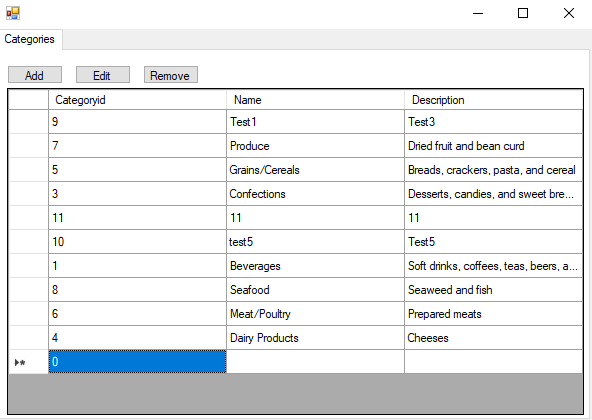 Categories
Add Edit Remove
Categoryid Name Description
9 Test1 Test3
7 Produce Dried fruit and bean curd
5 Grains/Cereals Breads, crackers, pasta, and cereal
3 Confections Desserts, candies, and sweet bre...
11 11 11
10 test5 Test5
1 Beverages Soft drinks, coffees, teas, beers, a...
8 Seafood Seaweed and fish
6 Meat/Poultry Prepared meats
4 Dairy Products Cheeses
0